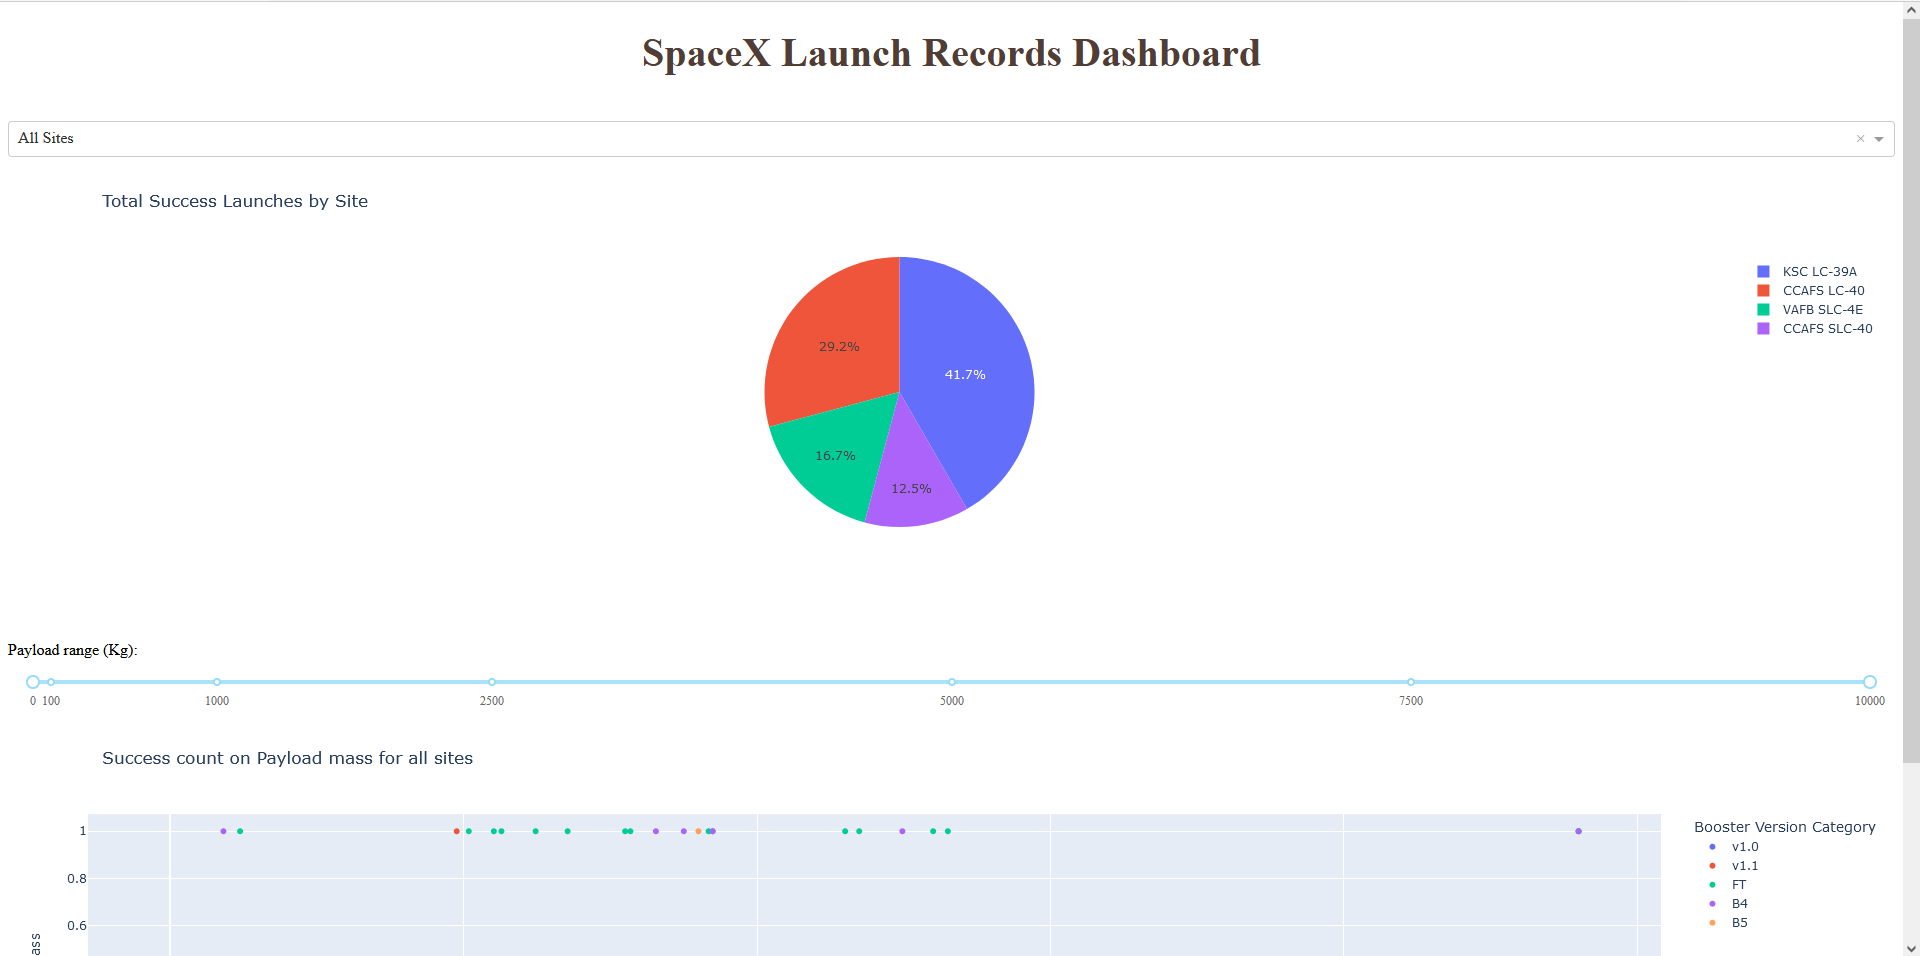 SpaceX Launch Records Dashboard
All Sites
×
Total Success Launches by Site
KSC LC-39A
CCAFS LC-40
VAFB SLC-4E
CCAFS SLC-40
29.2%
41.7%
16.7%
12.5%
Payload range (Kg):
0 100 1000 2500 5000 7500 10000
Success count on Payload mass for all sites
1
0.8
0.6
ass
Booster Version Category
v1.0
v1.1
FT
B4
B5